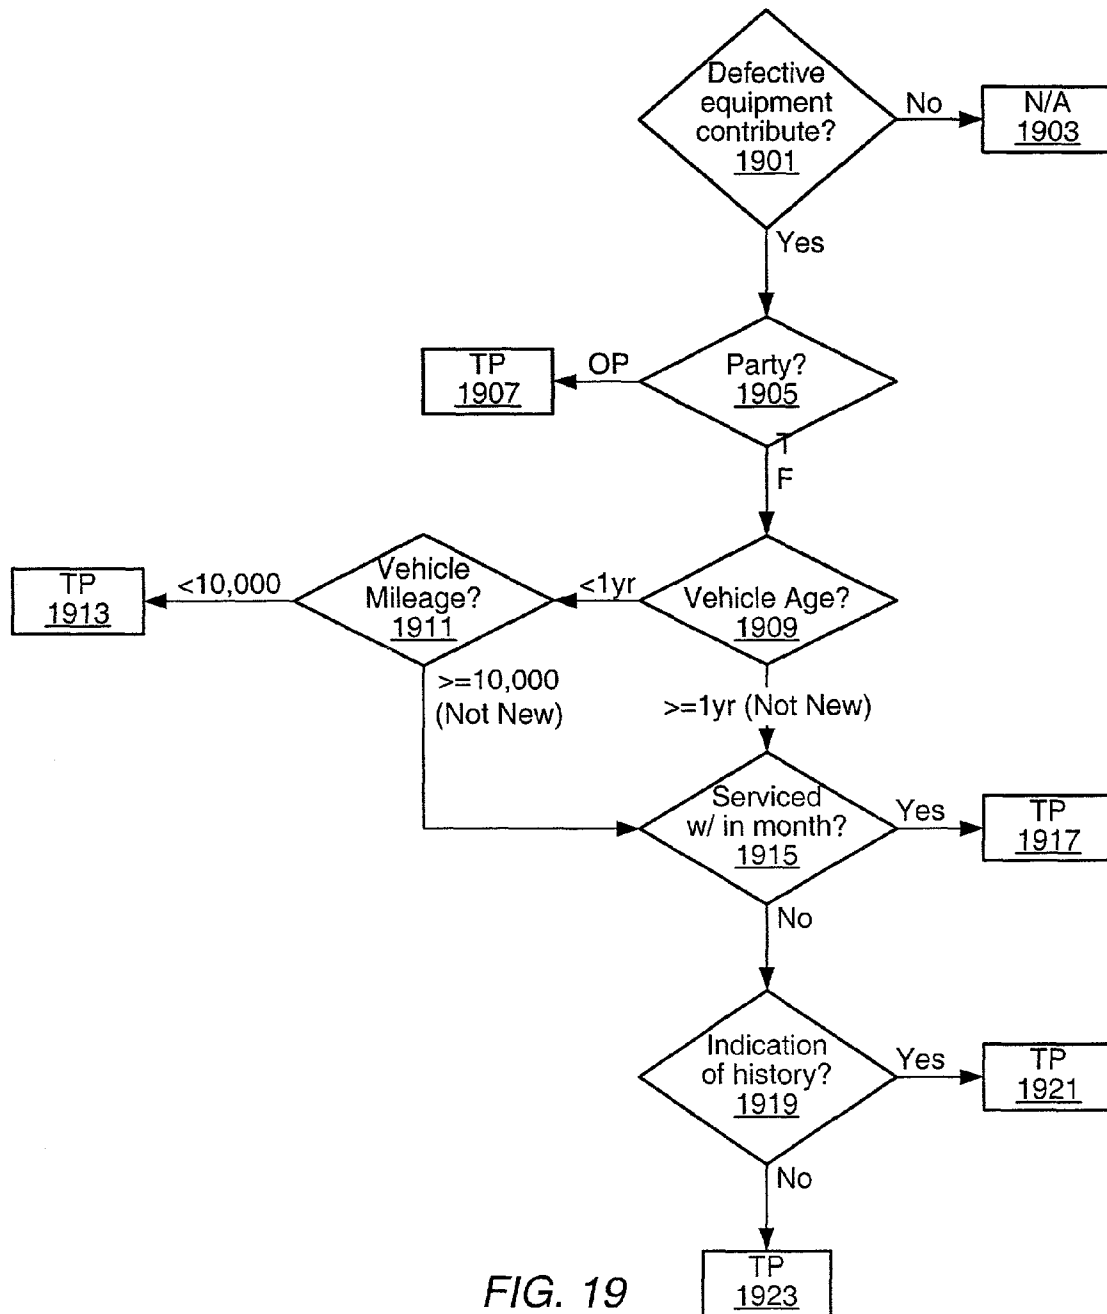 Defective
equipment
contribute?
1901
No
N/A
1903
Yes
Party?
1905
OP
TP
1907
T
F
Vehicle Age?
1909
<1yr
Vehicle
Mileage?
1911
<10,000
TP
1913
>=10,000
(Not New)
>=1yr (Not New)
Serviced
w/ in month?
1915
Yes
TP
1917
No
Indication
of history?
1919
Yes
TP
1921
No
TP
1923
FIG. 19